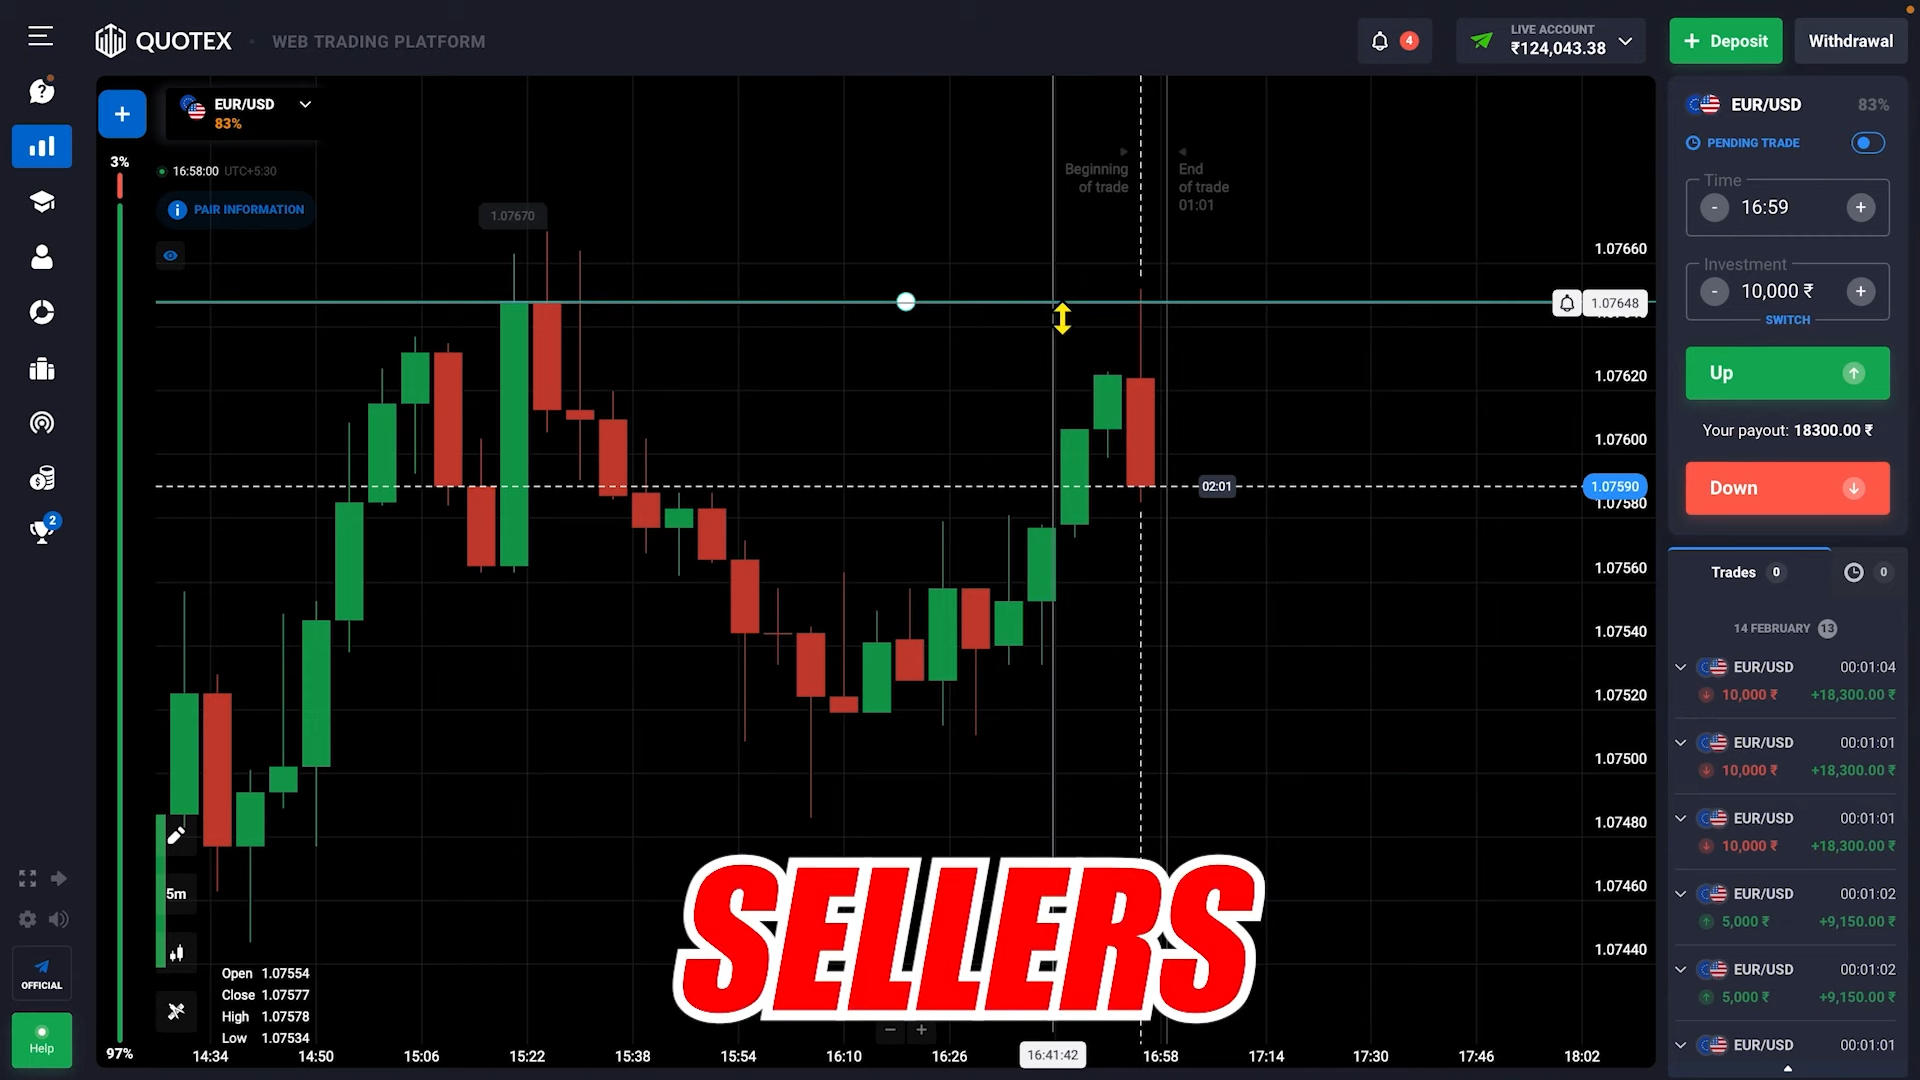 QUOTEX
WEB TRADING PLATFORM
4
LIVE ACCOUNT
₹124,043.38
+ Deposit
Withdrawal
EUR/USD
83%
3%
16:58:00 UTC+5:30
PAIR INFORMATION
1.07670
Beginning
of trade
End
of trade
01:01
1.07660
1.07648
1.07620
1.07600
1.07590
1.07580
1.07560
1.07540
1.07520
1.07500
1.07480
1.07460
1.07440
02:01
EUR/USD 83%
PENDING TRADE
Time
- 16:59 +
Investment
- 10,000 ₹ +
SWITCH
Up
Your payout: 18300.00 ₹
Down
Trades 0
0
14 FEBRUARY 13
EUR/USD 00:01:04
10,000 ₹ +18,300.00 ₹
EUR/USD 00:01:01
10,000 ₹ +18,300.00 ₹
EUR/USD 00:01:01
10,000 ₹ +18,300.00 ₹
EUR/USD 00:01:02
5,000 ₹ +9,150.00 ₹
EUR/USD 00:01:02
5,000 ₹ +9,150.00 ₹
EUR/USD 00:01:01
2
OFFICIAL
Help
5m
SELLERS
Open 1.07554
Close 1.07577
High 1.07578
Low 1.07534
97%
14:34 14:50 15:06 15:22 15:38 15:54 16:10 16:26 16:41:42 16:58 17:14 17:30 17:46 18:02